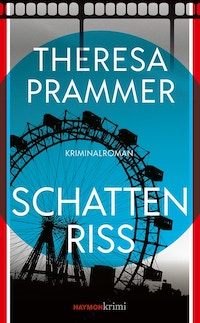 THERESA
PRAMMER
KRIMINALROMAN
SCHATTEN
RISS
HAYMONkrimi